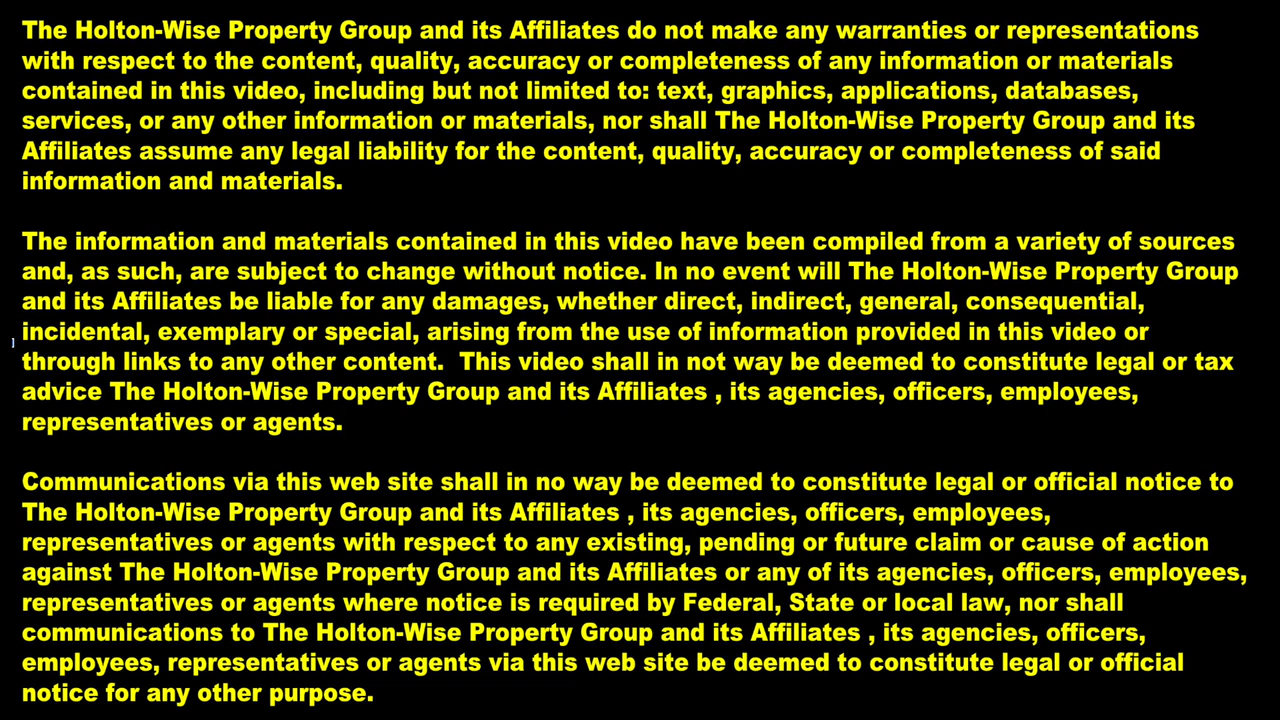 The Holton-Wise Property Group and its Affiliates do not make any warranties or representations
with respect to the content, quality, accuracy or completeness of any information or materials
contained in this video, including but not limited to: text, graphics, applications, databases,
services, or any other information or materials, nor shall The Holton-Wise Property Group and its
Affiliates assume any legal liability for the content, quality, accuracy or completeness of said
information and materials.

The information and materials contained in this video have been compiled from a variety of sources
and, as such, are subject to change without notice. In no event will The Holton-Wise Property Group
and its Affiliates be liable for any damages, whether direct, indirect, general, consequential,
incidental, exemplary or special, arising from the use of information provided in this video or
through links to any other content.  This video shall in not way be deemed to constitute legal or tax
advice The Holton-Wise Property Group and its Affiliates , its agencies, officers, employees,
representatives or agents.

Communications via this web site shall in no way be deemed to constitute legal or official notice to
The Holton-Wise Property Group and its Affiliates , its agencies, officers, employees,
representatives or agents with respect to any existing, pending or future claim or cause of action
against The Holton-Wise Property Group and its Affiliates or any of its agencies, officers, employees,
representatives or agents where notice is required by Federal, State or local law, nor shall
communications to The Holton-Wise Property Group and its Affiliates , its agencies, officers,
employees, representatives or agents via this web site be deemed to constitute legal or official
notice for any other purpose.